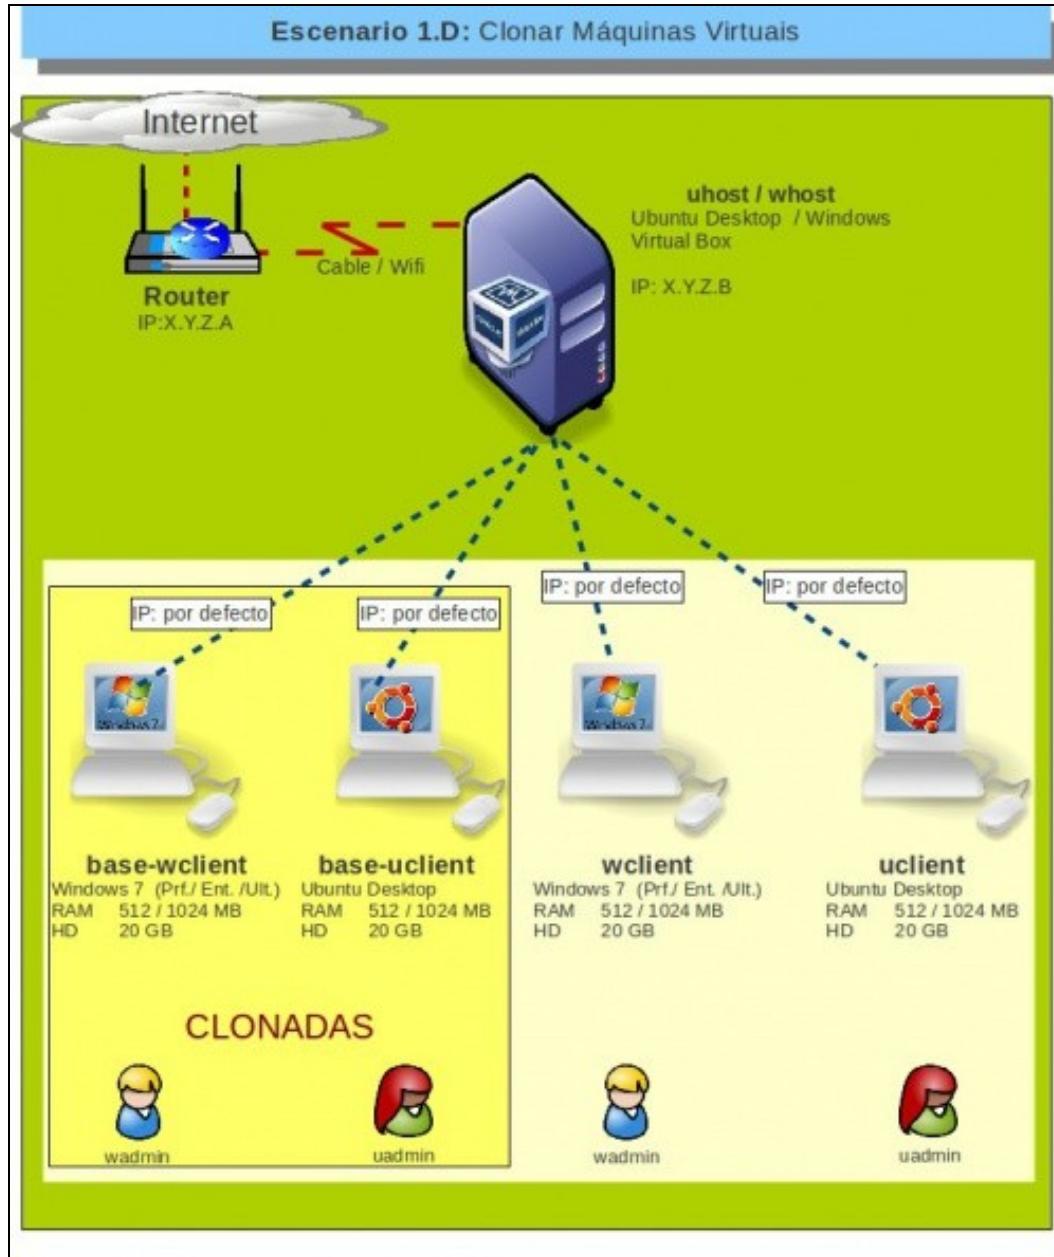 Escenario 1.D: Clonar Máquinas Virtuais
Internet
Cable / Wifi
Router
IP:X.Y.Z.A
uhost / whost
Ubuntu Desktop / Windows
Virtual Box
IP: X.Y.Z.B
IP: por defecto
IP: por defecto
IP: por defecto
IP: por defecto
Windows 7
Windows 7
base-wclient
Windows 7 (Prf./ Ent. /Ult.)
RAM 512 / 1024 MB
HD 20 GB
base-uclient
Ubuntu Desktop
RAM 512 / 1024 MB
HD 20 GB
wclient
Windows 7 (Prf./ Ent. /Ult.)
RAM 512 / 1024 MB
HD 20 GB
uclient
Ubuntu Desktop
RAM 512 / 1024 MB
HD 20 GB
CLONADAS
wadmin
uadmin
wadmin
uadmin